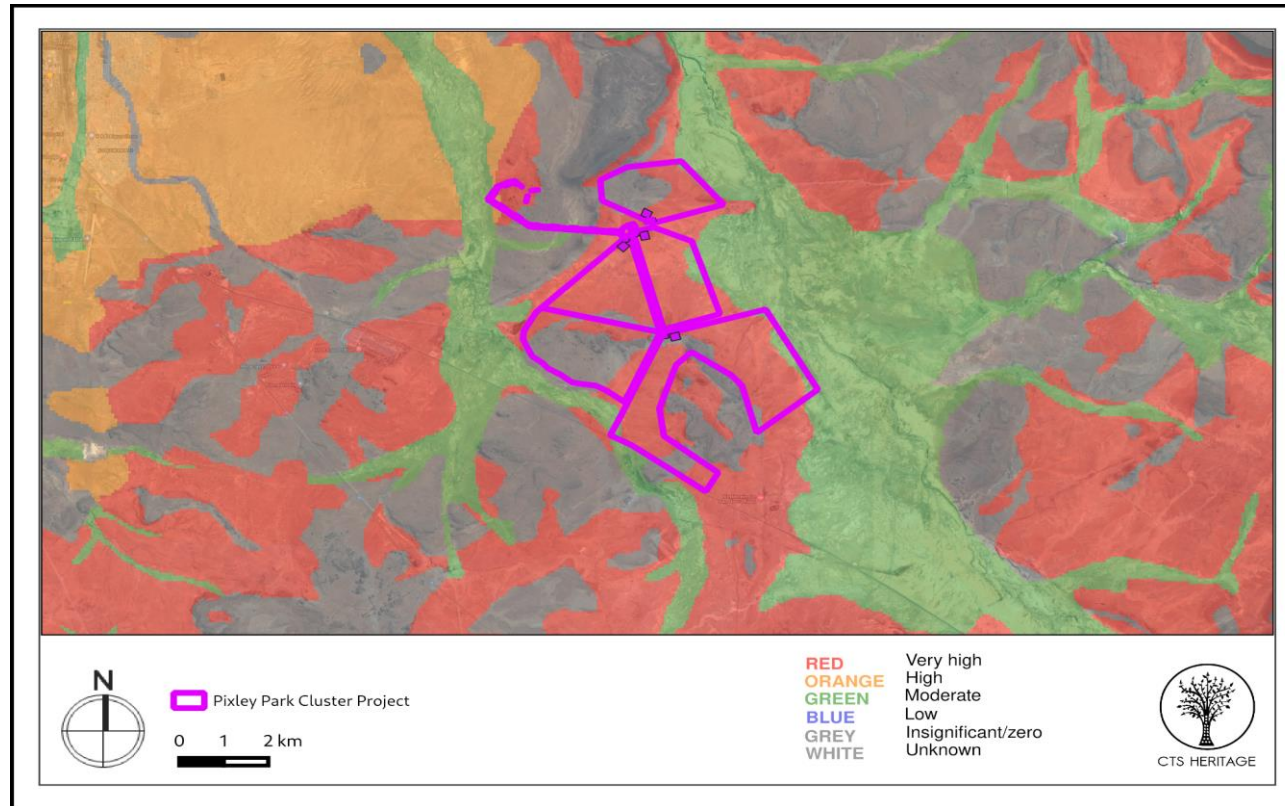 N
Pixley Park Cluster Project
0 1 2 km
RED Very high
ORANGE High
GREEN Moderate
BLUE Low
GREY Insignificant/zero
WHITE Unknown
CTS HERITAGE